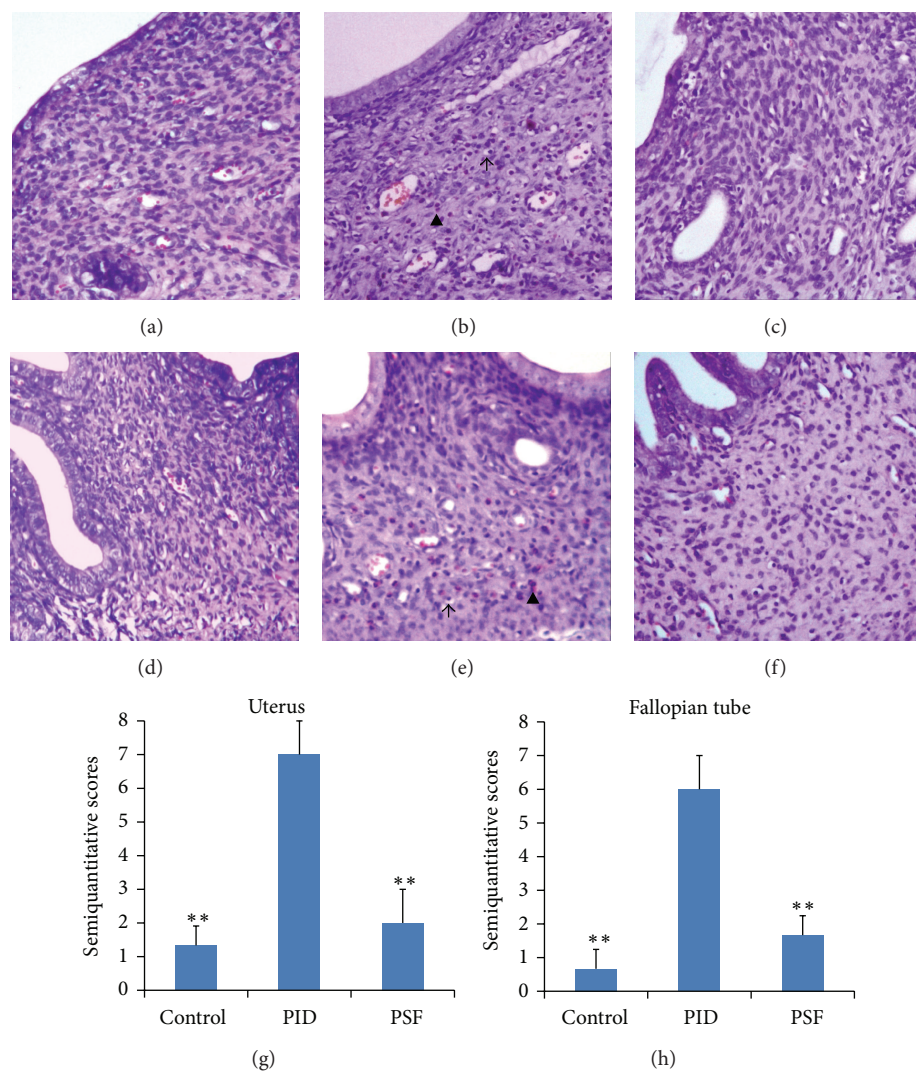 (a)
(b)
(c)
(d)
(e)
(f)
Uterus
8
7
6
5
4
3
2
1
0
Semiquantitative scores
**
**
Control
PID
PSF
(g)
Fallopian tube
8
7
6
5
4
3
2
1
0
Semiquantitative scores
**
**
Control
PID
PSF
(h)